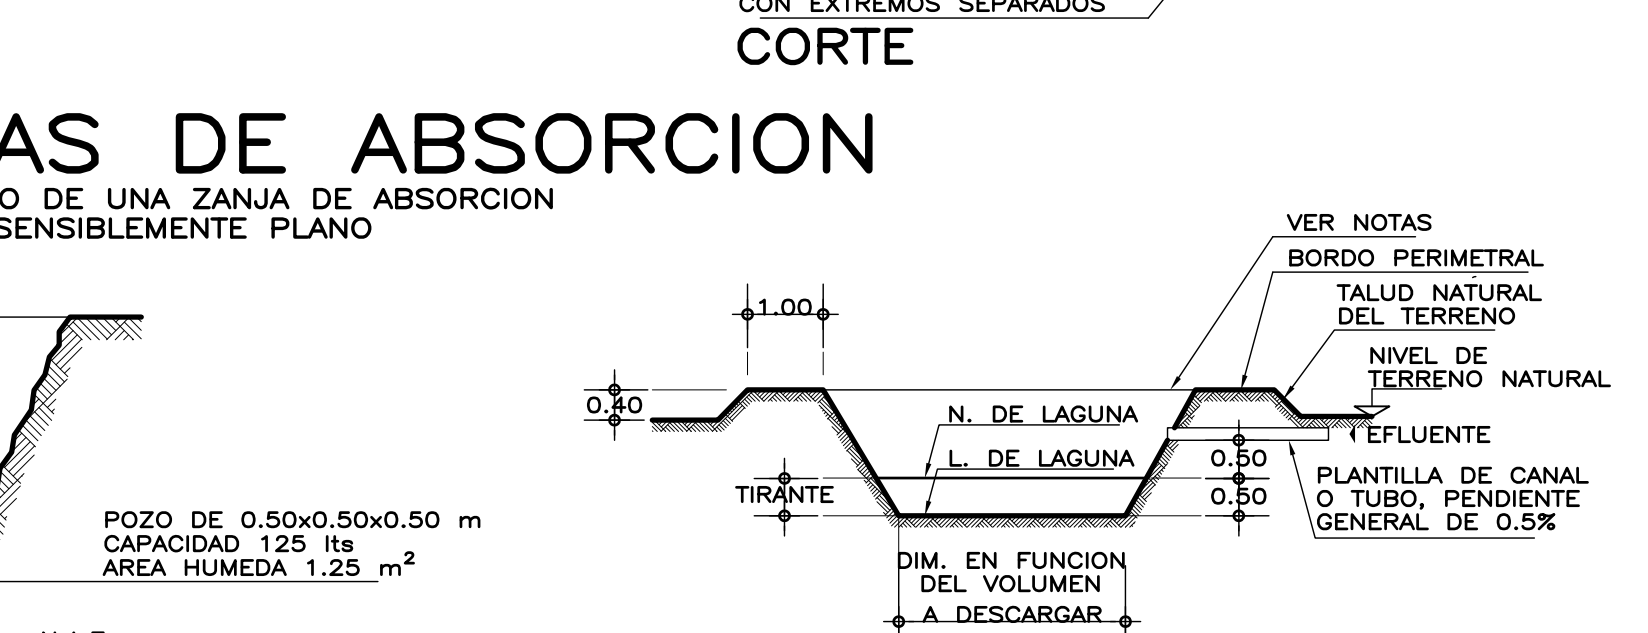 CON EXTREMOS SEPARADOS
CORTE
AS DE ABSORCION
O DE UNA ZANJA DE ABSORCION
SENSIBLEMENTE PLANO
VER NOTAS
BORDO PERIMETRAL
TALUD NATURAL
DEL TERRENO
1.00
NIVEL DE
TERRENO NATURAL
0.40
N. DE LAGUNA
EFLUENTE
L. DE LAGUNA
0.50
TIRANTE
0.50
PLANTILLA DE CANAL
O TUBO, PENDIENTE
GENERAL DE 0.5%
POZO DE 0.50x0.50x0.50 m
CAPACIDAD 125 lts
AREA HUMEDA 1.25 m²
DIM. EN FUNCION
DEL VOLUMEN
A DESCARGAR